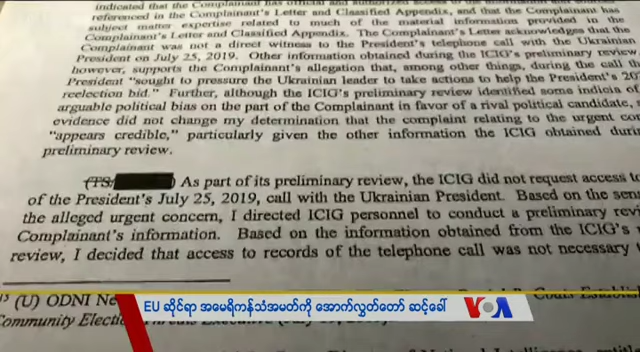 indicated that the Complainant has official and authorized access to the information and
referenced in the Complainant's Letter and Classified Appendix, and that the Complainant has
subject matter expertise related to much of the material information provided in the
Complainant's Letter and Classified Appendix. The Complainant's Letter acknowledges that the
Complainant was not a direct witness to the President's telephone call with the Ukrainian
President on July 25, 2019. Other information obtained during the ICIG's preliminary review
however, supports the Complainant's allegation that, among other things, during the call th
President "sought to pressure the Ukrainian leader to take actions to help the President's 20
reelection bid." Further, although the ICIG's preliminary review identified some indicia of
arguable political bias on the part of the Complainant in favor of a rival political candidate,
evidence did not change my determination that the complaint relating to the urgent con
"appears credible," particularly given the other information the ICIG obtained during
preliminary review.
(TS/ ) As part of its preliminary review, the ICIG did not request access to
of the President's July 25, 2019, call with the Ukrainian President. Based on the sens
the alleged urgent concern, I directed ICIG personnel to conduct a preliminary revi
Complainant's information. Based on the information obtained from the ICIG's
review, I decided that access to records of the telephone call was not necessary
(U) ODNI Ne
Community Electi
EU ဆိုင်ရာ အမေရိကန်သံအမတ်ကို အောက်လွှတ်တော် ဆင့်ခေါ်
VOA